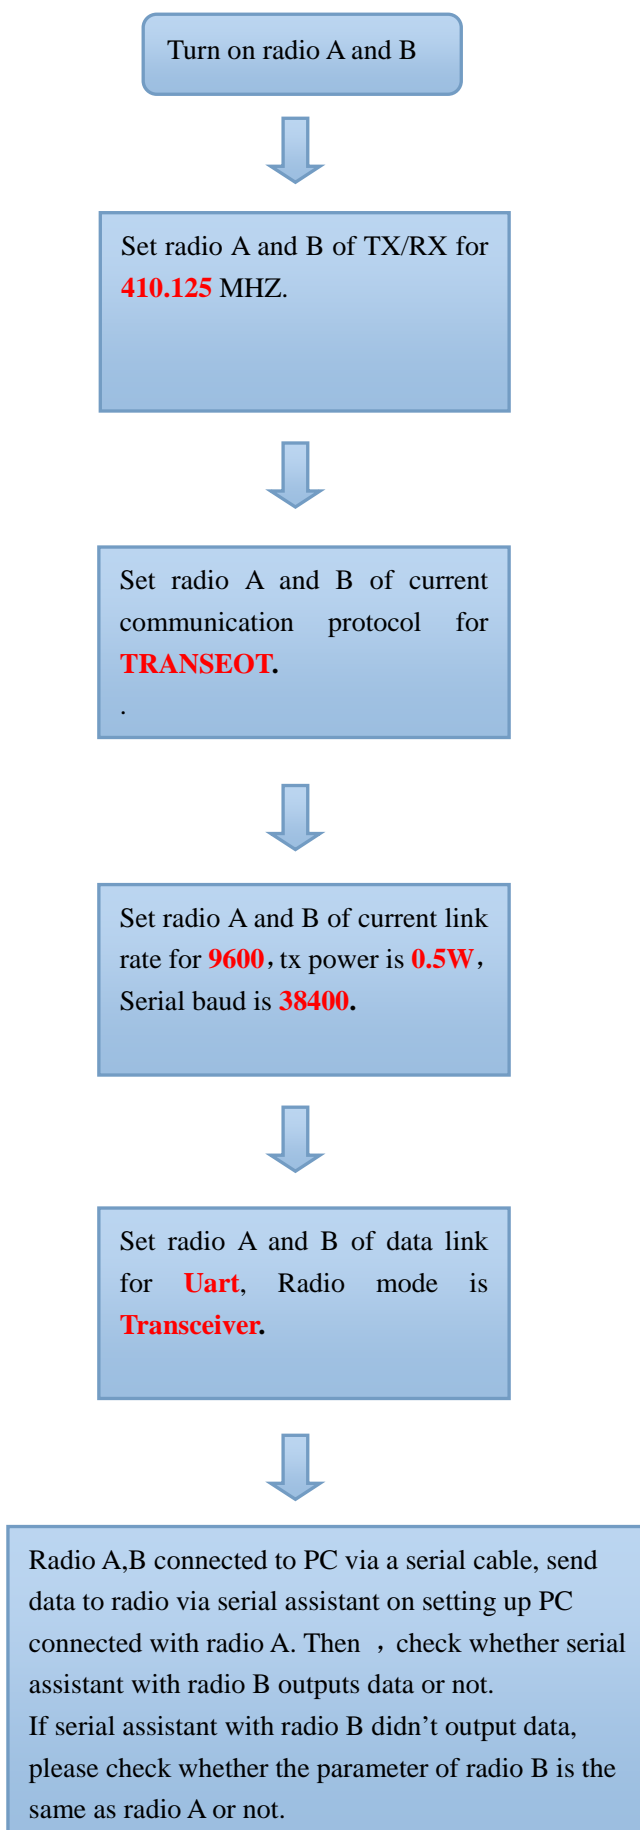 Turn on radio A and B
Set radio A and B of TX/RX for
410.125 MHZ.
Set radio A and B of current
communication protocol for
TRANSEOT.
.
Set radio A and B of current link
rate for 9600，tx power is 0.5W，
Serial baud is 38400.
Set radio A and B of data link
for Uart, Radio mode is
Transceiver.
Radio A,B connected to PC via a serial cable, send
data to radio via serial assistant on setting up PC
connected with radio A. Then ，check whether serial
assistant with radio B outputs data or not.
If serial assistant with radio B didn’t output data,
please check whether the parameter of radio B is the
same as radio A or not.